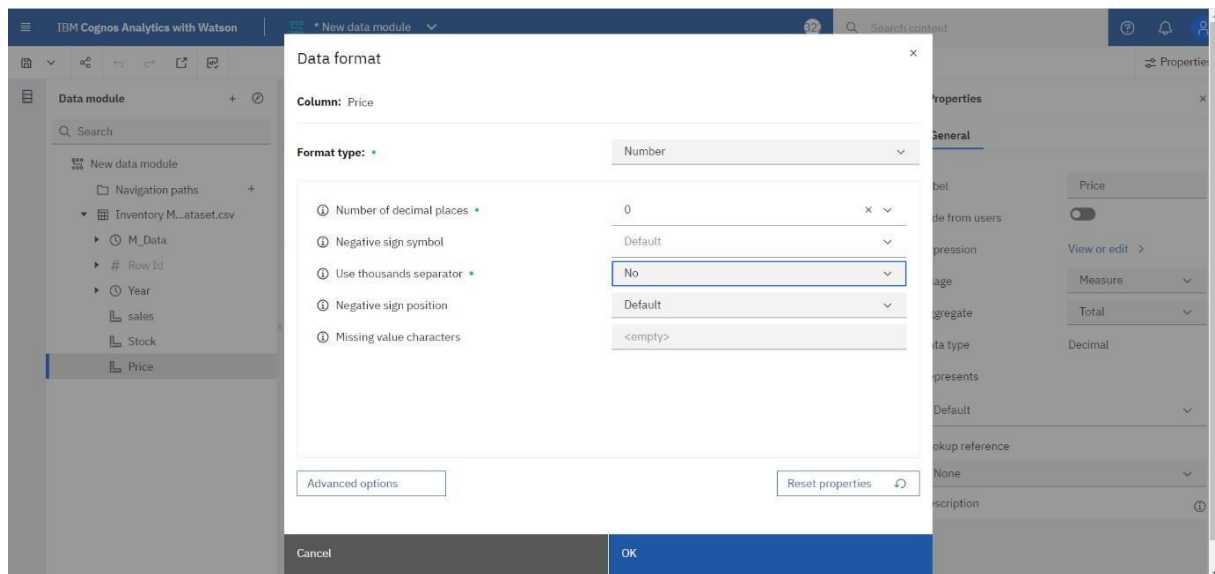 IBM Cognos Analytics with Watson
* New data module
Search content
Data format
Properties
Data module
Column: Price
Properties
Search
General
Format type:
Number
New data module
Navigation paths
bel
Price
Number of decimal places
0
Inventory M...ataset.csv
de from users
M_Data
Negative sign symbol
Default
pression
View or edit
# Row Id
Use thousands separator
No
age
Measure
Year
Negative sign position
Default
sales
gregate
Total
Stock
Missing value characters
<empty>
ta type
Decimal
Price
presents
Default
okup reference
Advanced options
Reset properties
None
scription
Cancel
OK